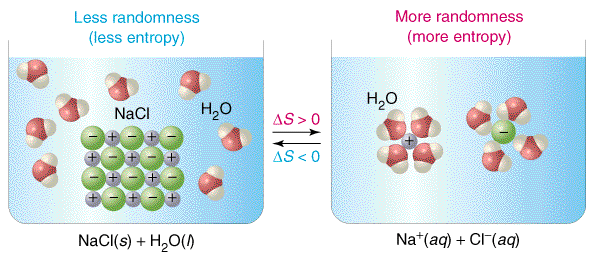 Less randomness
(less entropy)
More randomness
(more entropy)
NaCl
H₂O
− + − + −
+ − + − +
− + − + −
+ − + − +
ΔS > 0
ΔS < 0
H₂O
+
−
NaCl(s) + H₂O(l)
Na⁺(aq) + Cl⁻(aq)